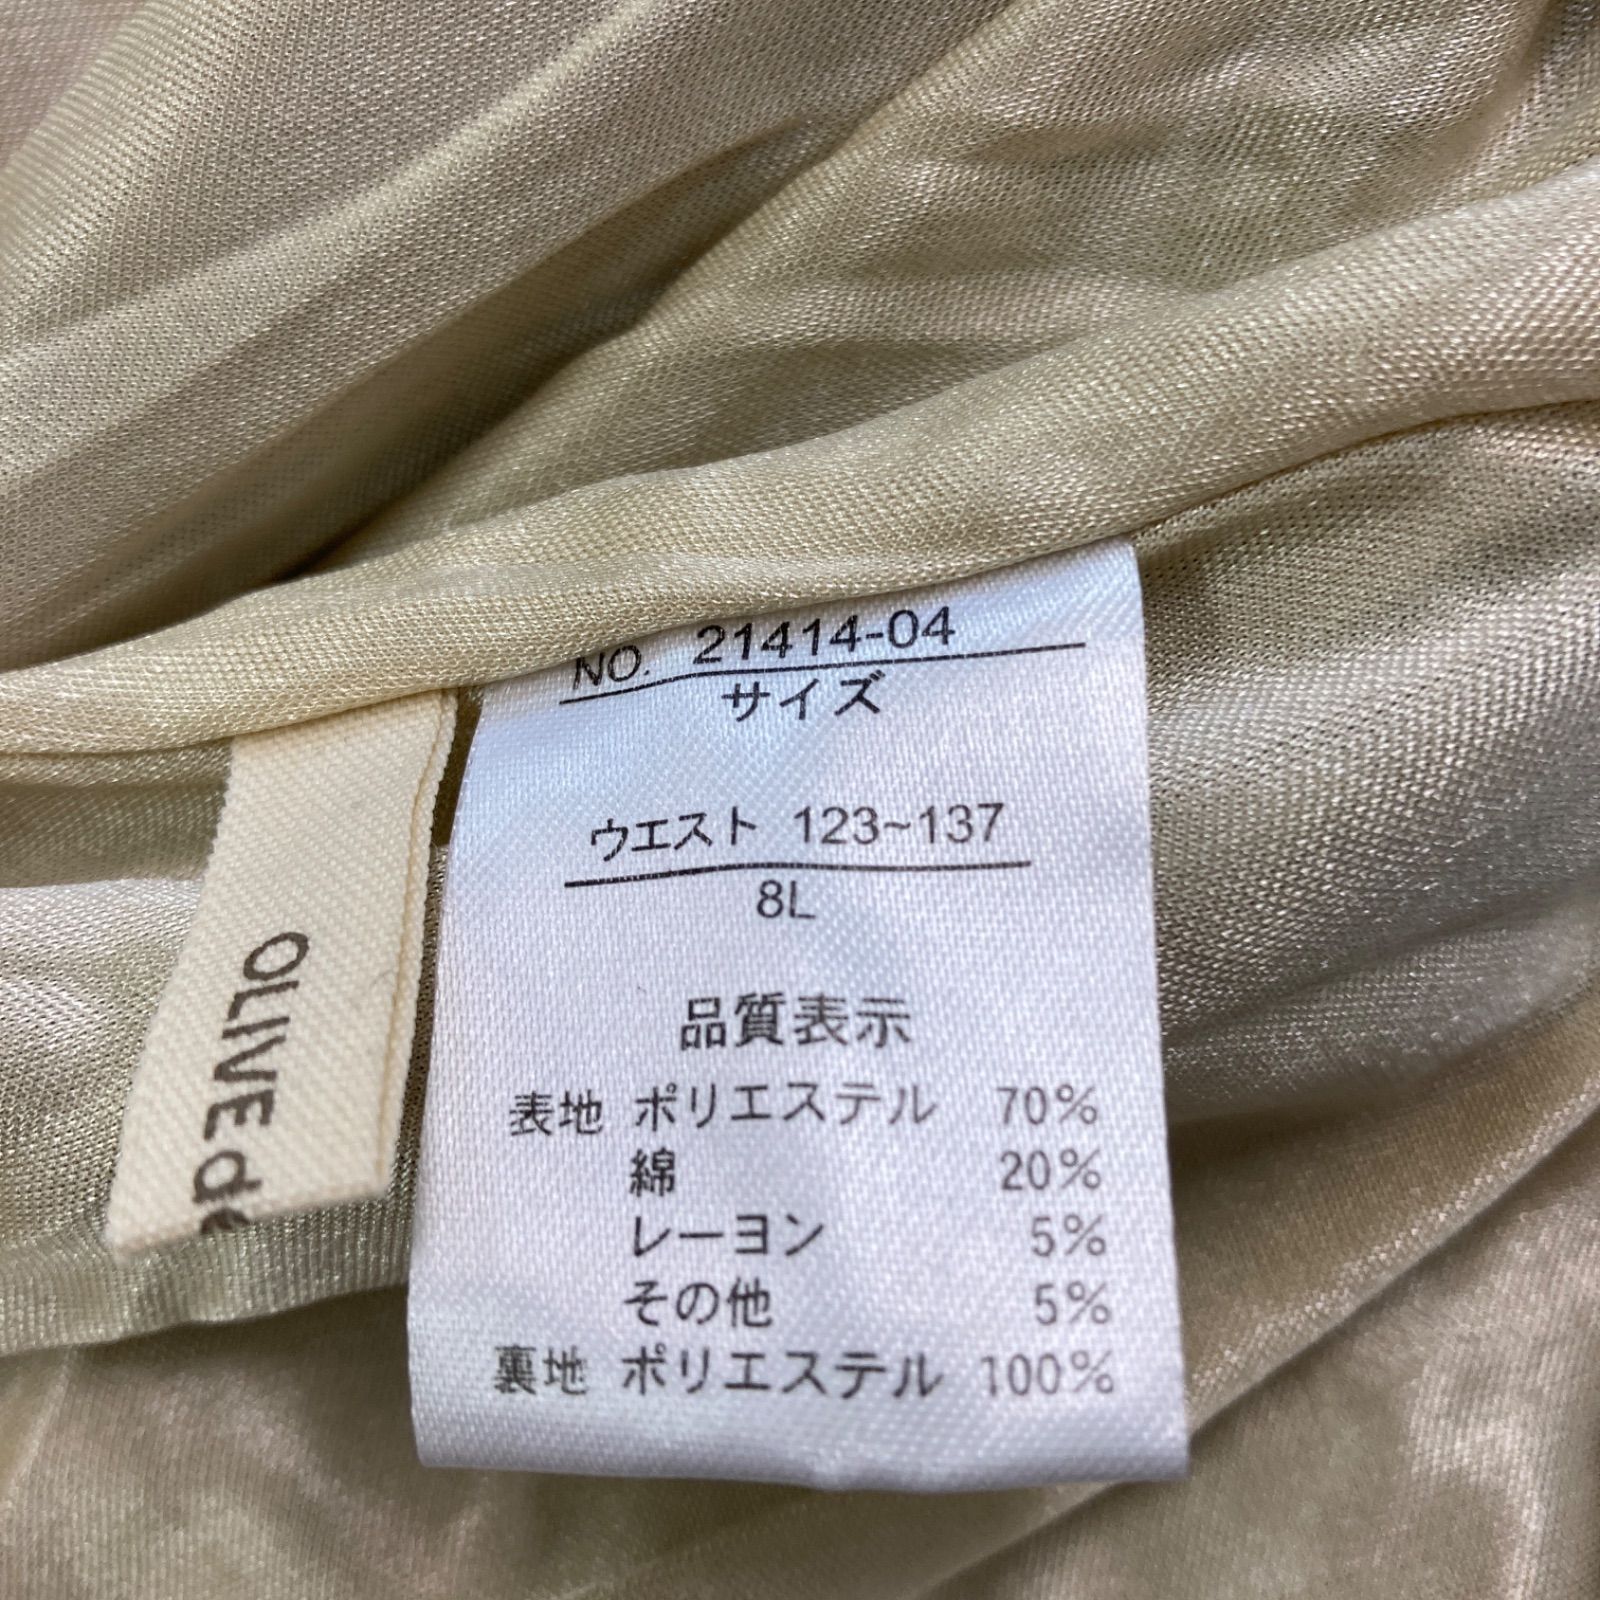 NO. 21414-04
サイズ
ウエスト 123~137
8L
品質表示
表地 ポリエステル 70%
綿 20%
レーヨン 5%
その他 5%
裏地 ポリエステル 100%
OLIVE de